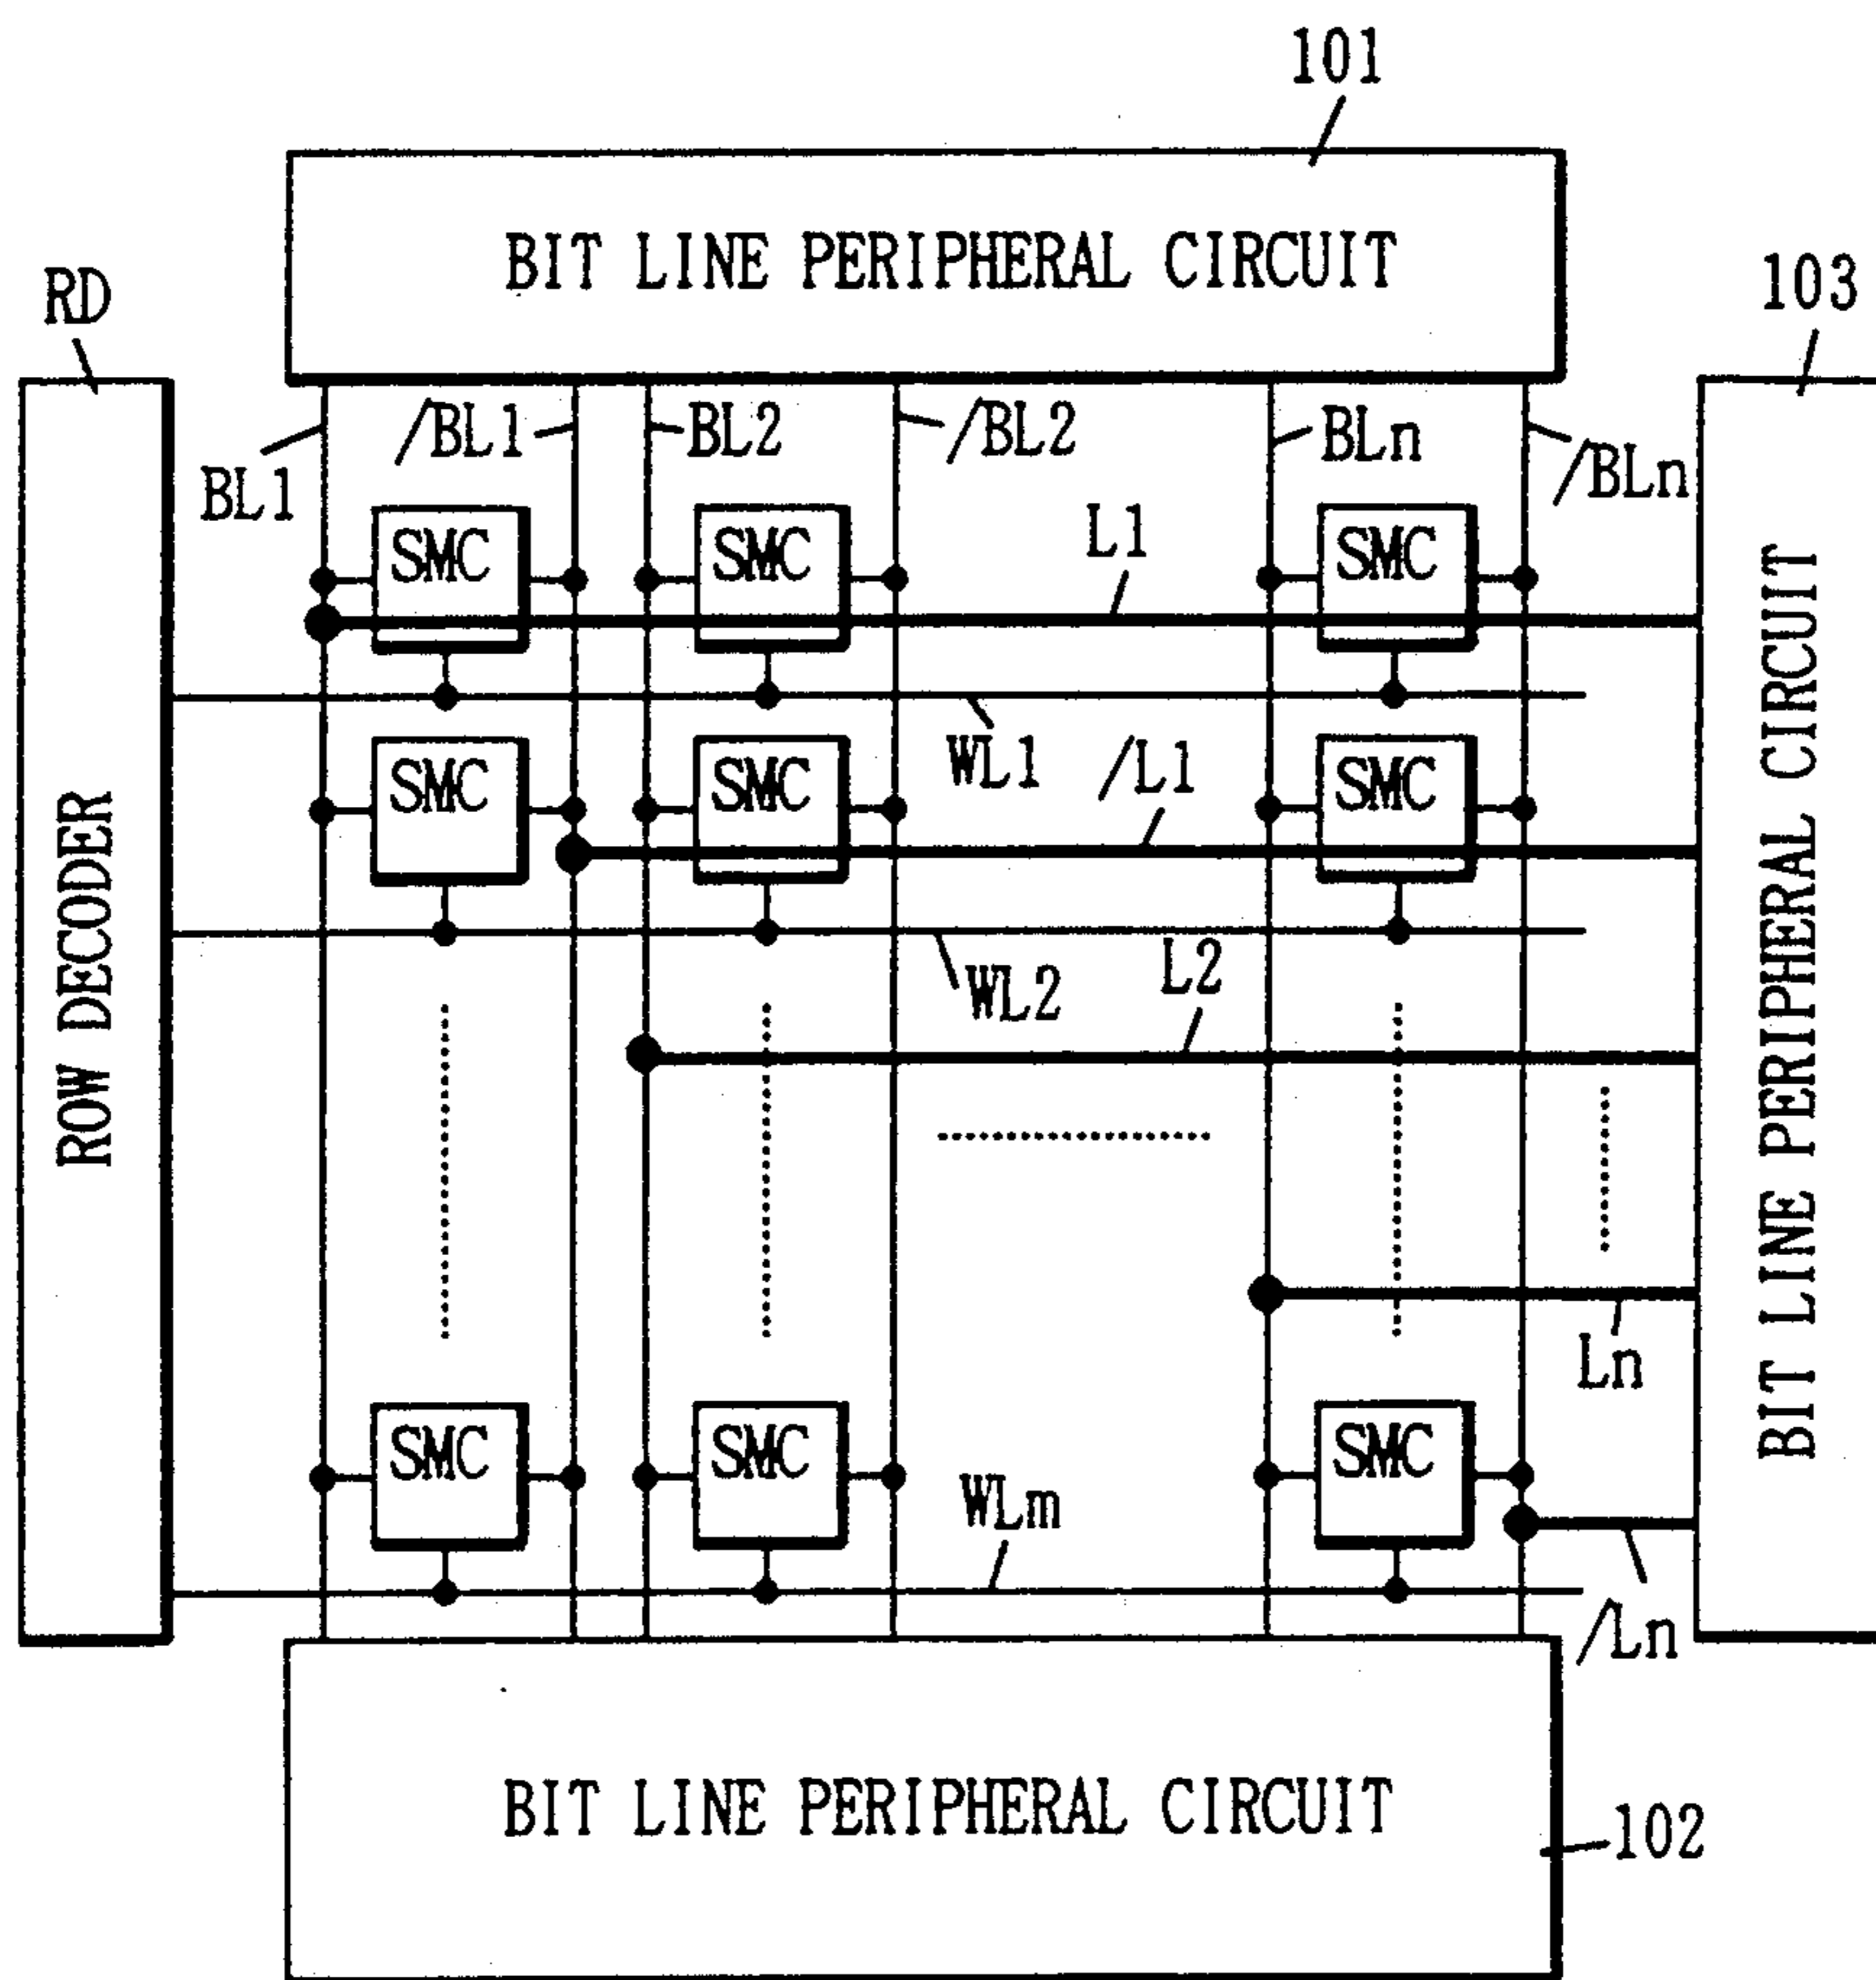 101
BIT LINE PERIPHERAL CIRCUIT
RD
103
BL1
/BL1
BL2
/BL2
BLn
/BLn
SMC
SMC
SMC
L1
WL1
/L1
SMC
SMC
SMC
WL2
L2
ROW DECODER
BIT LINE PERIPHERAL CIRCUIT
Ln
SMC
SMC
SMC
WLm
/Ln
BIT LINE PERIPHERAL CIRCUIT
102